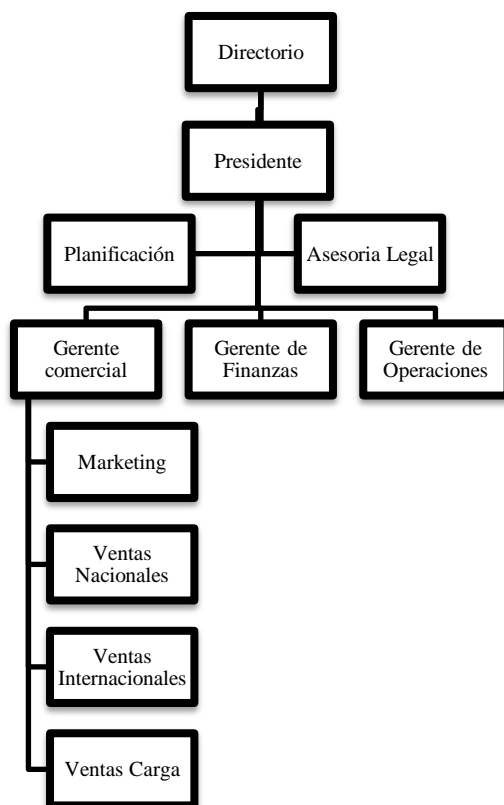 Directorio
Presidente
Planificación
Asesoria Legal
Gerente
comercial
Gerente de
Finanzas
Gerente de
Operaciones
Marketing
Ventas
Nacionales
Ventas
Internacionales
Ventas Carga